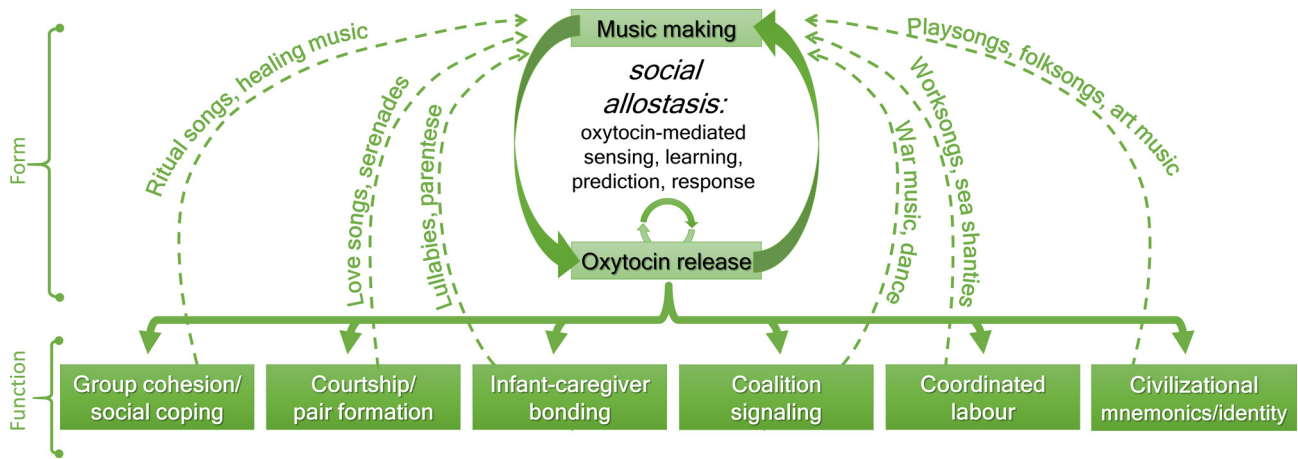 Music making
social
allostasis:
oxytocin-mediated
sensing, learning,
prediction, response
Oxytocin release
Form
Ritual songs, healing music
Love songs, serenades
Lullabies, parentese
War music, dance
Worksongs, sea shanties
Playsongs, folksongs, art music
Function
Group cohesion/
social coping
Courtship/
pair formation
Infant-caregiver
bonding
Coalition
signaling
Coordinated
labour
Civilizational
mnemonics/identity